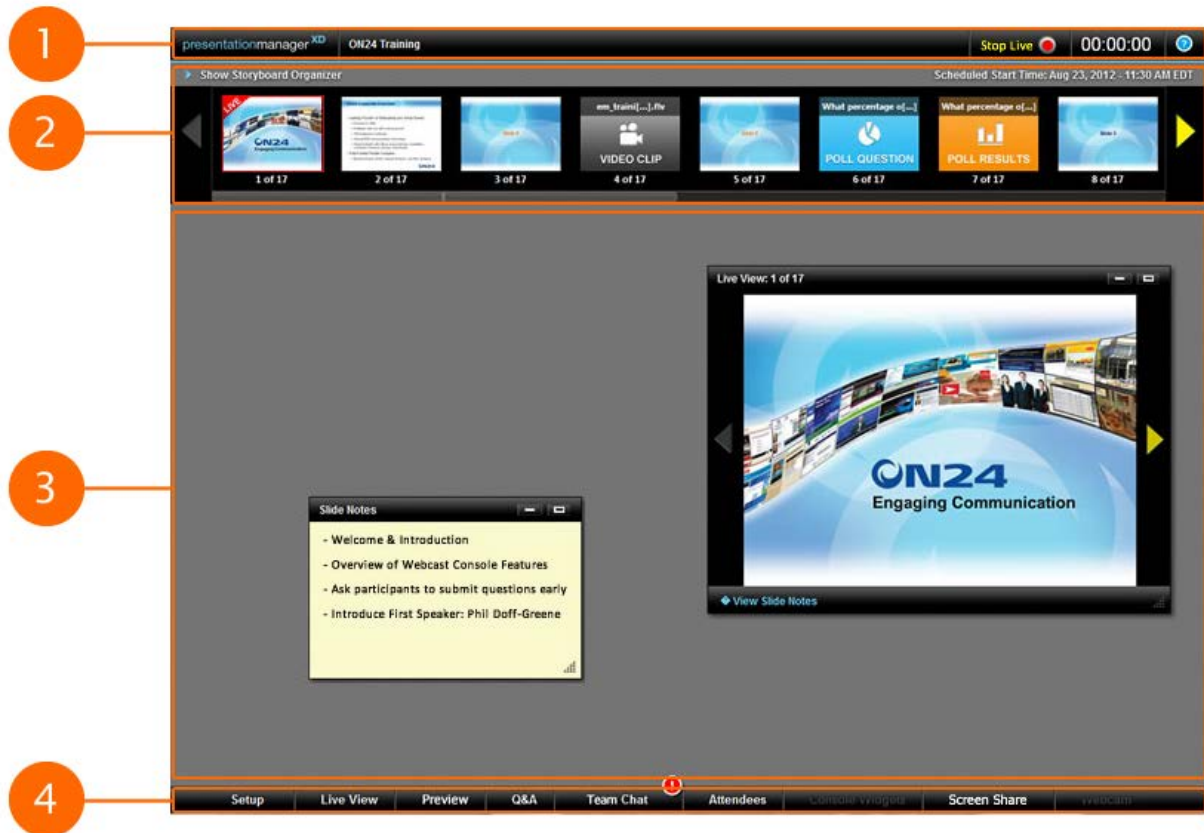 1
presentationmanager XD ON24 Training Stop Live 00:00:00 ?
Show Storyboard Organizer Scheduled Start Time: Aug 23, 2012 - 11:30 AM EDT
2
LIVE
ON24
Engaging Communication
1 of 17
2 of 17
3 of 17
em_traini[...].flv
VIDEO CLIP
4 of 17
5 of 17
What percentage o[...]
POLL QUESTION
6 of 17
What percentage o[...]
POLL RESULTS
7 of 17
8 of 17
3
Live View: 1 of 17
ON24
Engaging Communication
View Slide Notes
Slide Notes
- Welcome & Introduction
- Overview of Webcast Console Features
- Ask participants to submit questions early
- Introduce First Speaker: Phil Doff-Greene
4
Setup Live View Preview Q&A Team Chat ! Attendees Console Widgets Screen Share Webcam